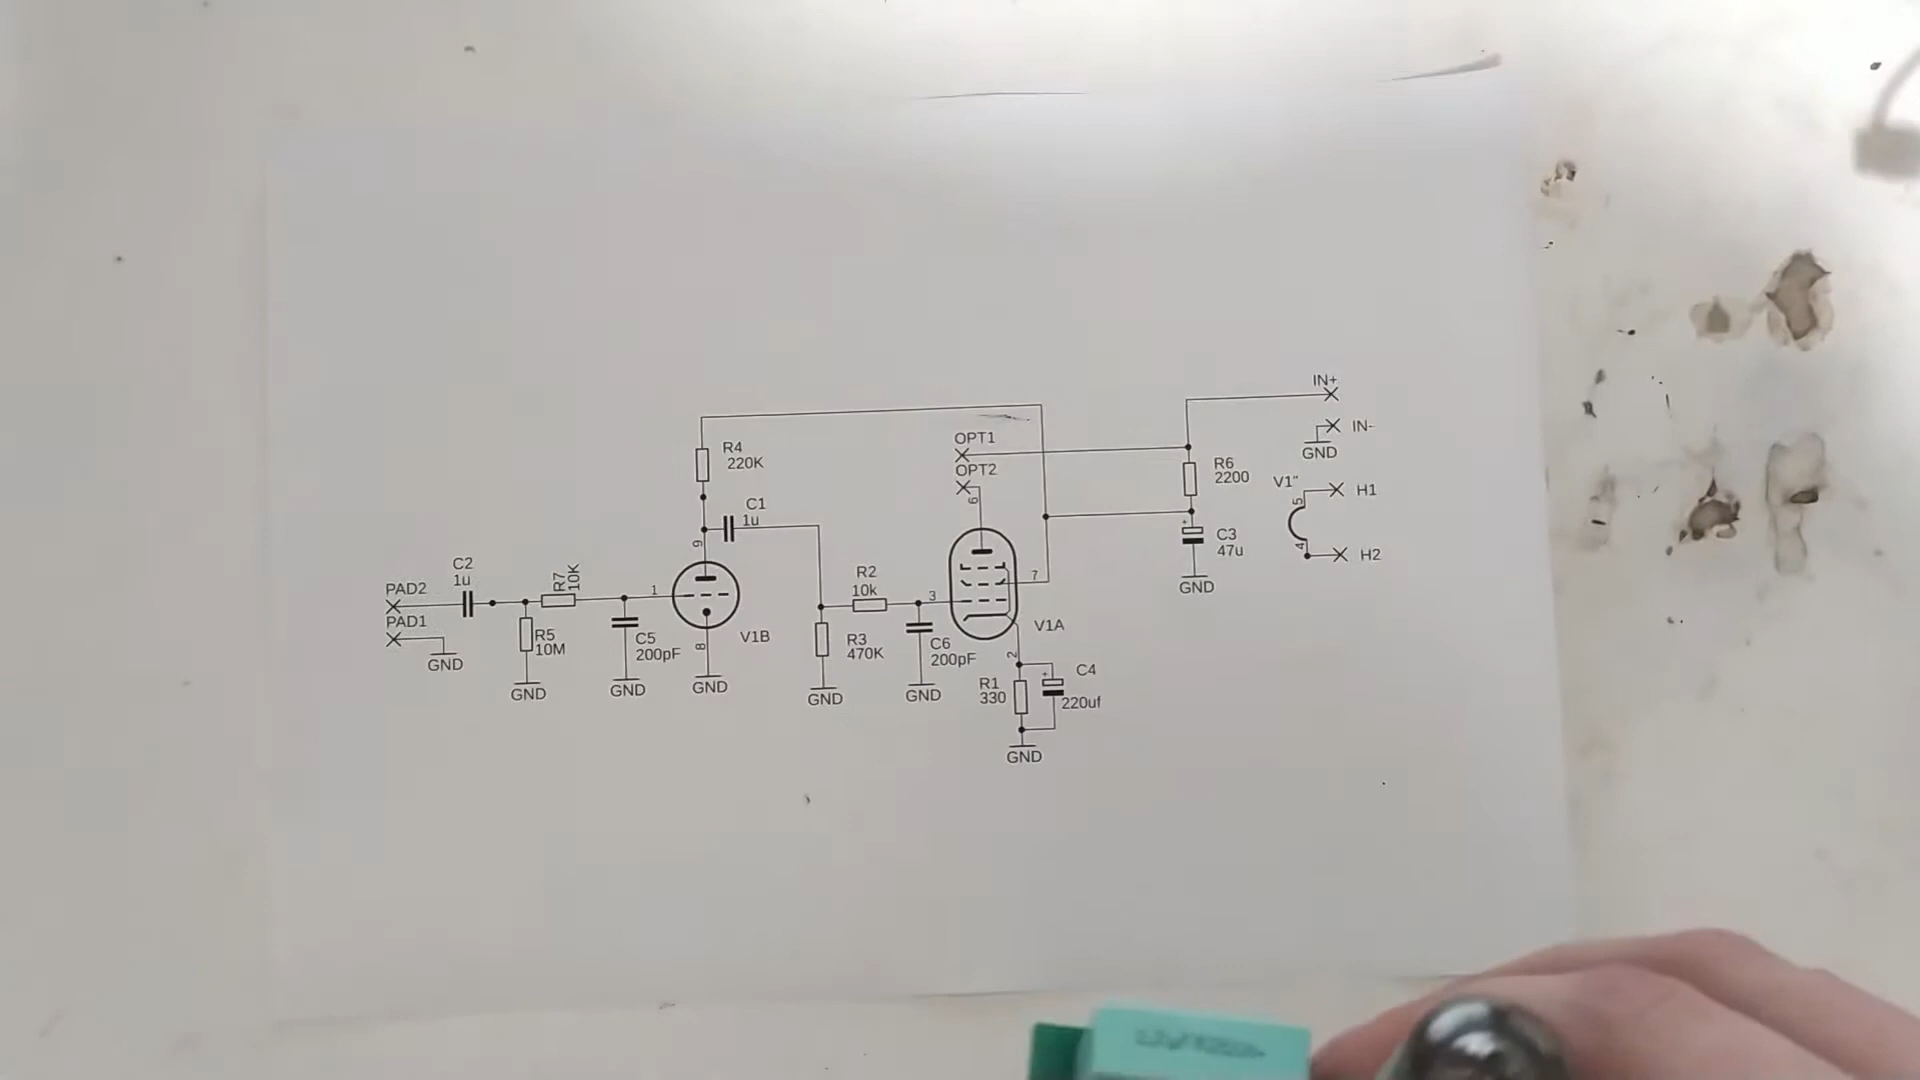 IN+
IN-
GND
OPT1
OPT2
6
R4
220K
C1
1u
9
R6
2200
V1"
5
H1
4
H2
C3
+
47u
GND
7
PAD2
PAD1
GND
C2
1u
R7
10K
R5
10M
GND
1
C5
200pF
GND
V1B
8
GND
R2
10k
3
R3
470K
GND
C6
200pF
GND
V1A
2
R1
330
+
C4
220uf
GND